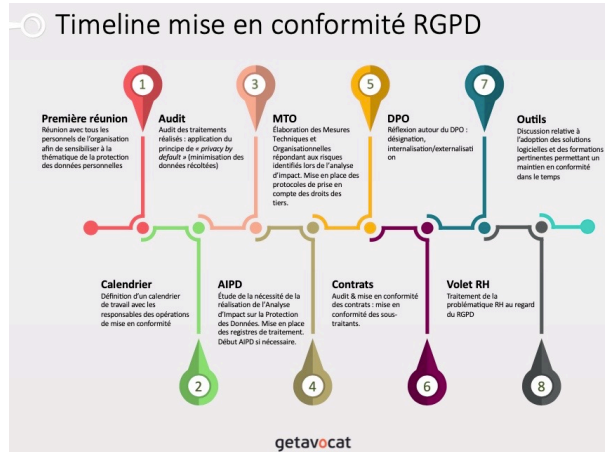 Timeline mise en conformité RGPD
1
3
5
7
Première réunion
Réunion avec tous les
personnels de l'organisation
afin de sensibiliser à la
thématique de la protection
des données personnelles
Audit
Audit des traitements
réalisés : application du
principe de « privacy by
default » (minimisation des
données récoltées)
MTO
Élaboration des Mesures
Techniques et
Organisationnelles
répondant aux risques
identifiés lors de l'analyse
d'impact. Mise en place des
protocoles de prise en
compte des droits des
tiers.
DPO
Réflexion autour du DPO :
désignation,
internalisation/externalisati
on
Outils
Discussion relative à
l'adoption des solutions
logicielles et des formations
pertinentes permettant un
maintien en conformité
dans le temps
Calendrier
Définition d'un calendrier
de travail avec les
responsables des opérations
de mise en conformité
AIPD
Étude de la nécessité de la
réalisation de l'Analyse
d'Impact sur la Protection
des Données. Mise en place
des registres de traitement.
Début AIPD si nécessaire.
Contrats
Audit & mise en conformité
des contrats : mise en
conformité des sous-
traitants.
Volet RH
Traitement de la
problématique RH au regard
du RGPD
2
4
6
8
getavocat